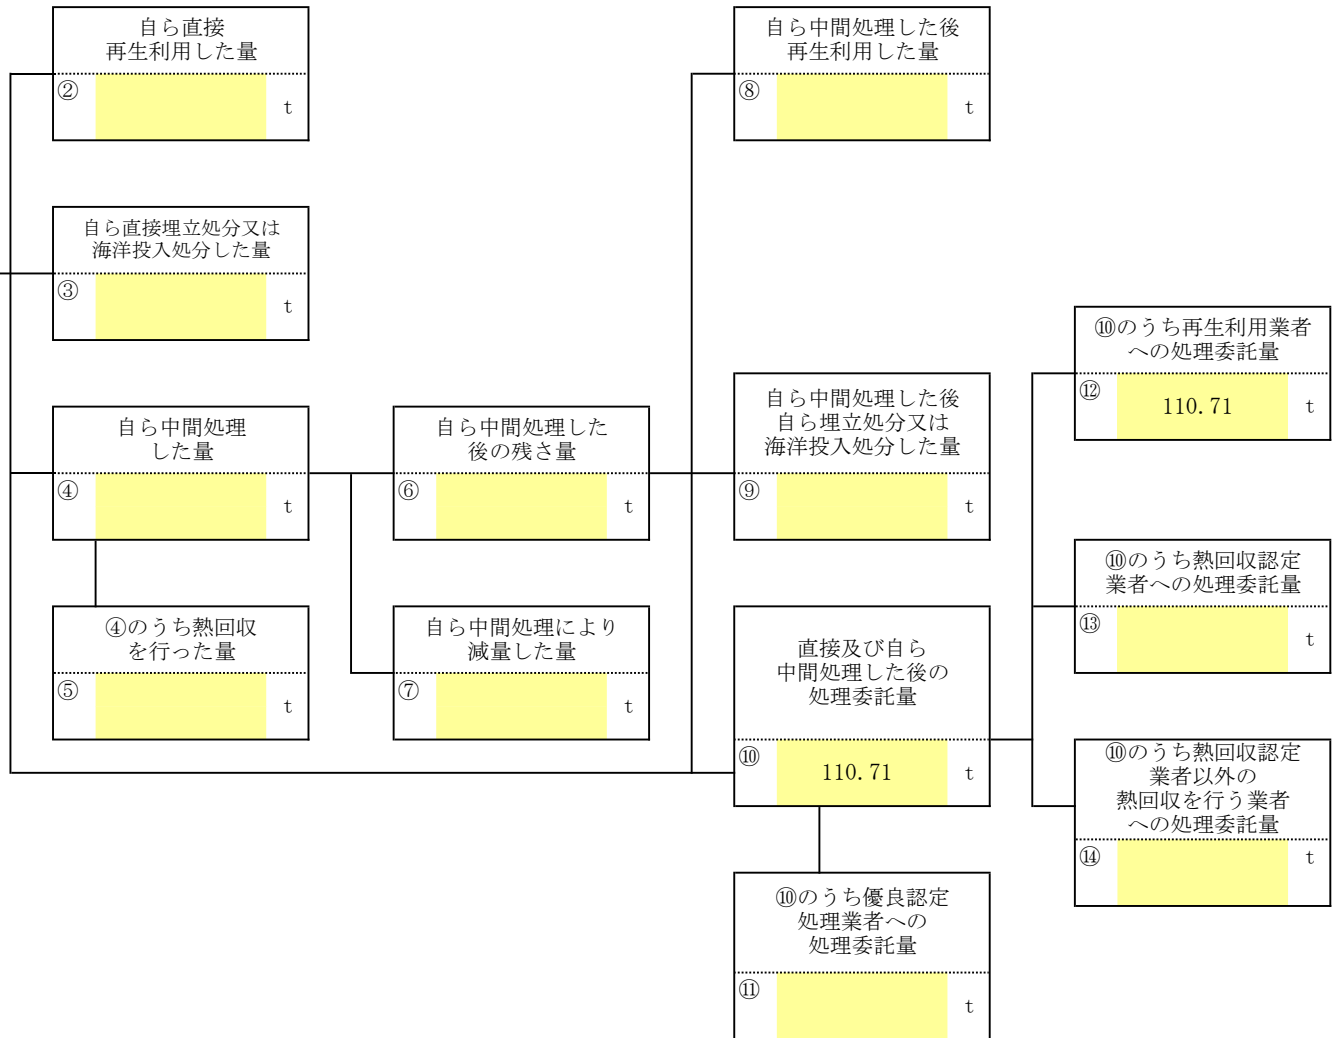 自ら直接
再生利用した量
②
t
自ら中間処理した後
再生利用した量
⑧
t
自ら直接埋立処分又は
海洋投入処分した量
③
t
⑩のうち再生利用業者
への処理委託量
⑫
110.71
t
自ら中間処理
した量
④
t
自ら中間処理した
後の残さ量
⑥
t
自ら中間処理した後
自ら埋立処分又は
海洋投入処分した量
⑨
t
⑩のうち熱回収認定
業者への処理委託量
⑬
t
④のうち熱回収
を行った量
⑤
t
自ら中間処理により
減量した量
⑦
t
直接及び自ら
中間処理した後の
処理委託量
⑩
110.71
t
⑩のうち熱回収認定
業者以外の
熱回収を行う業者
への処理委託量
⑭
t
⑩のうち優良認定
処理業者への
処理委託量
⑪
t